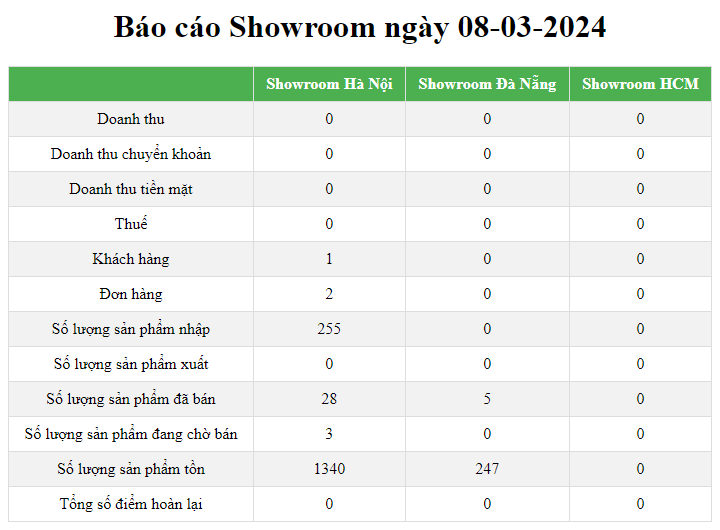 Báo cáo Showroom ngày 08-03-2024
Showroom Hà Nội Showroom Đà Nẵng Showroom HCM
Doanh thu 0 0 0
Doanh thu chuyển khoản 0 0 0
Doanh thu tiền mặt 0 0 0
Thuế 0 0 0
Khách hàng 1 0 0
Đơn hàng 2 0 0
Số lượng sản phẩm nhập 255 0 0
Số lượng sản phẩm xuất 0 0 0
Số lượng sản phẩm đã bán 28 5 0
Số lượng sản phẩm đang chờ bán 3 0 0
Số lượng sản phẩm tồn 1340 247 0
Tổng số điểm hoàn lại 0 0 0